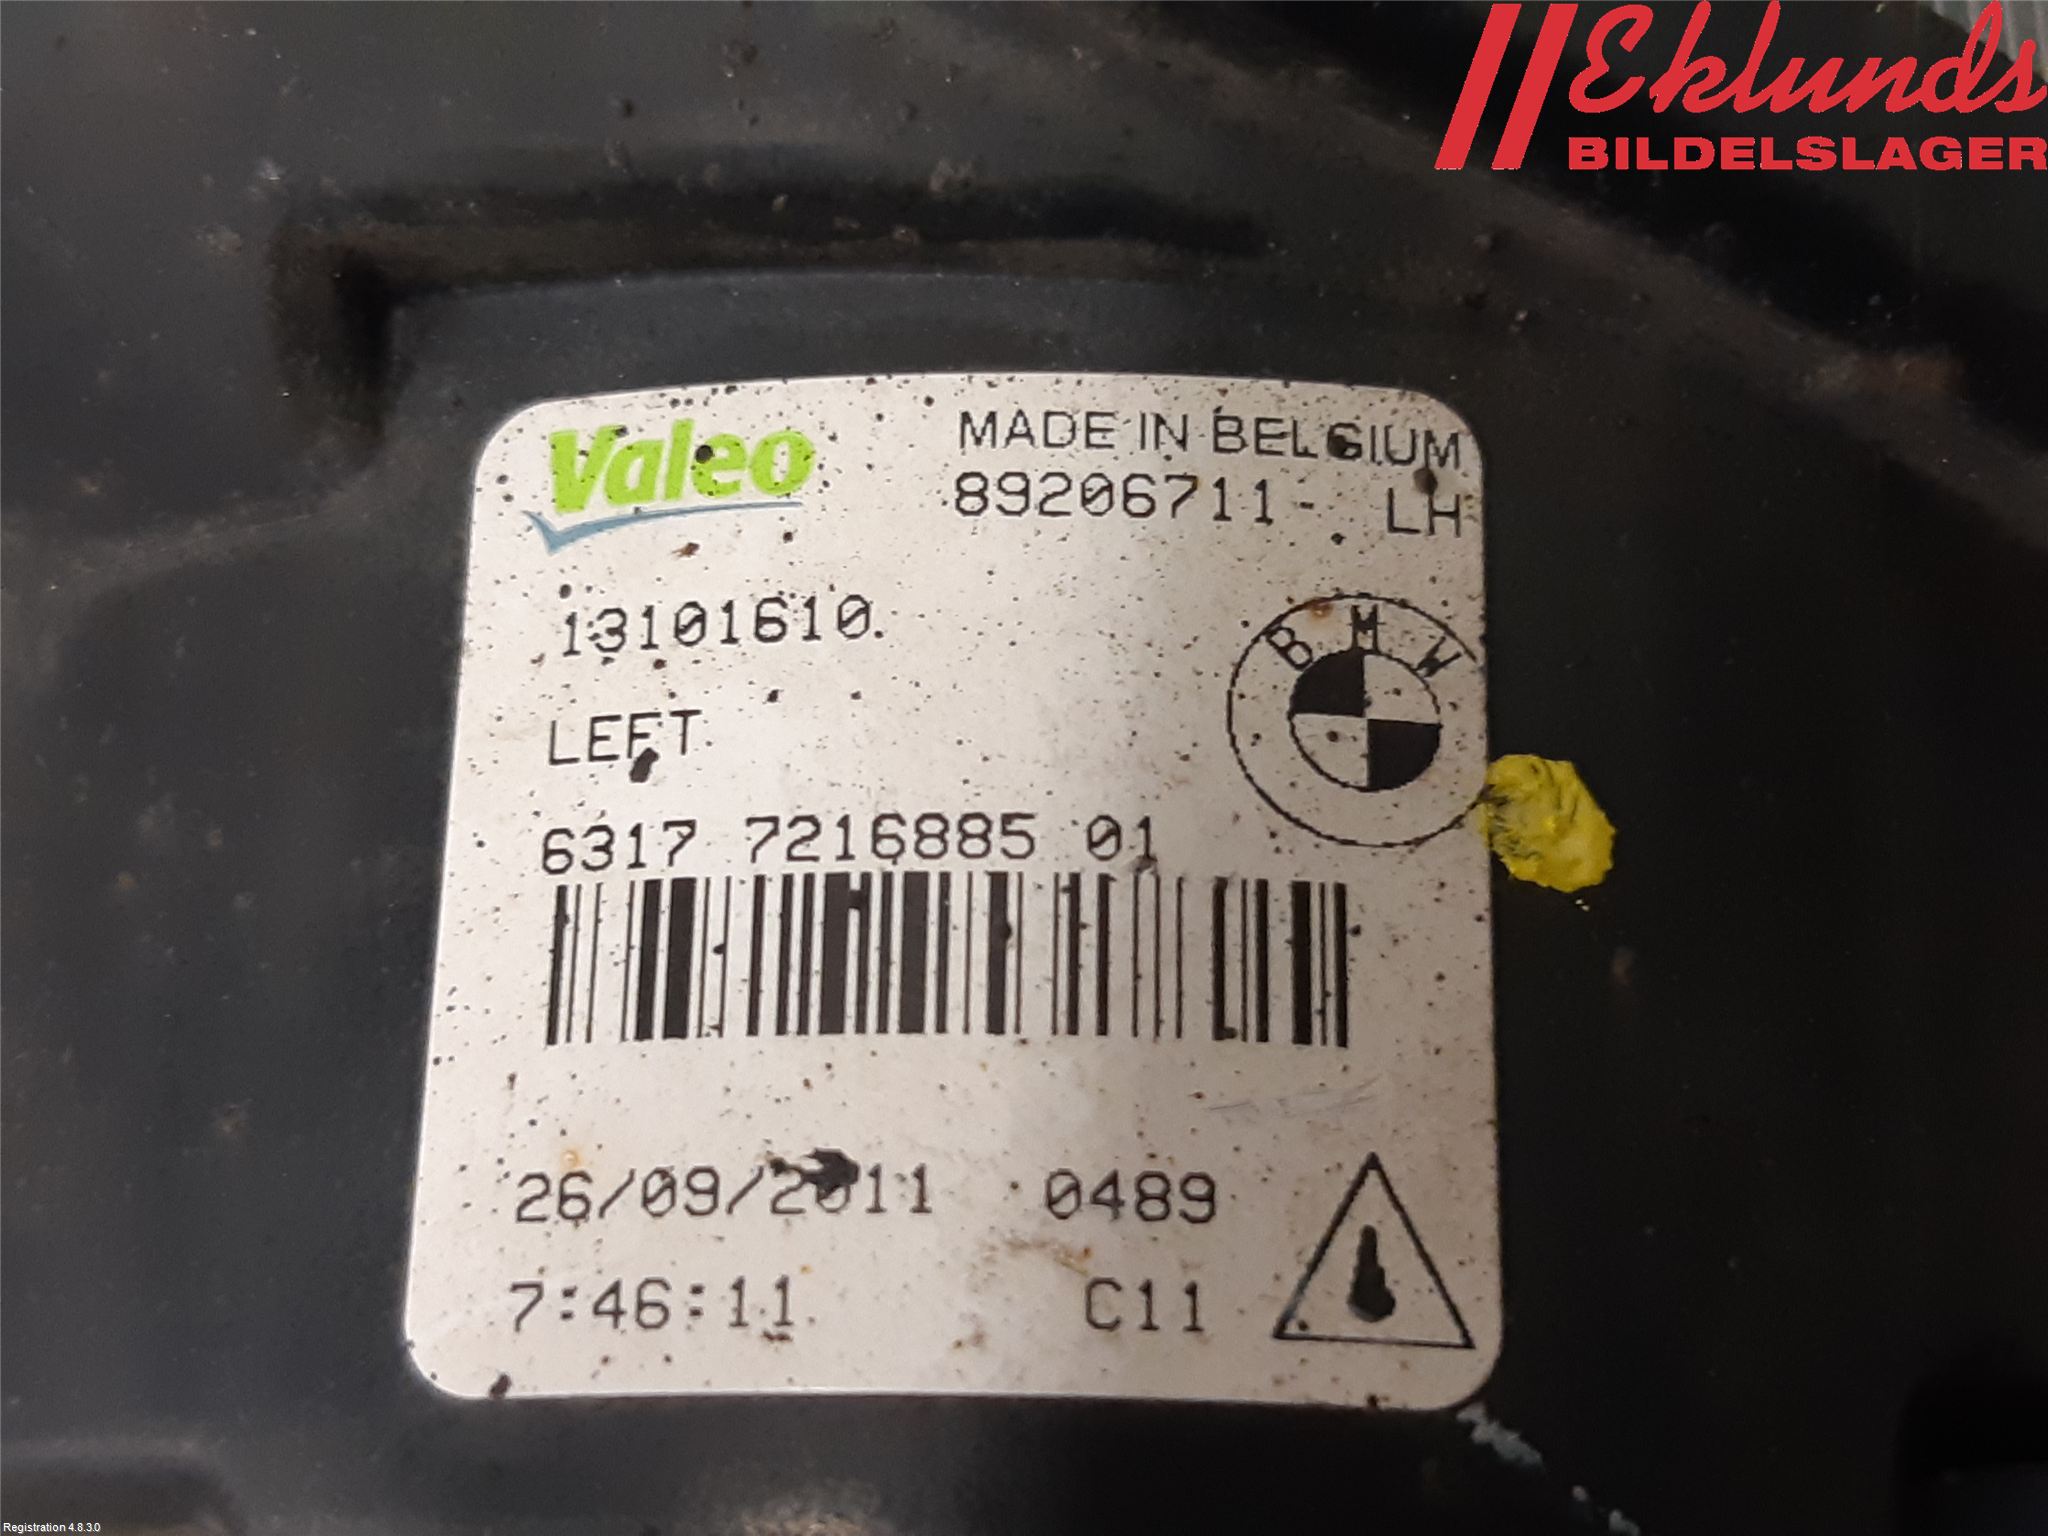 Eklunds
BILDELSLAGER
Valeo
MADE IN BELGIUM
89206711- LH
13101610
BMW
LEFT
6317 7216885 01
26/09/2011 0489
7:46:11 C11
Registration 4.8.3.0